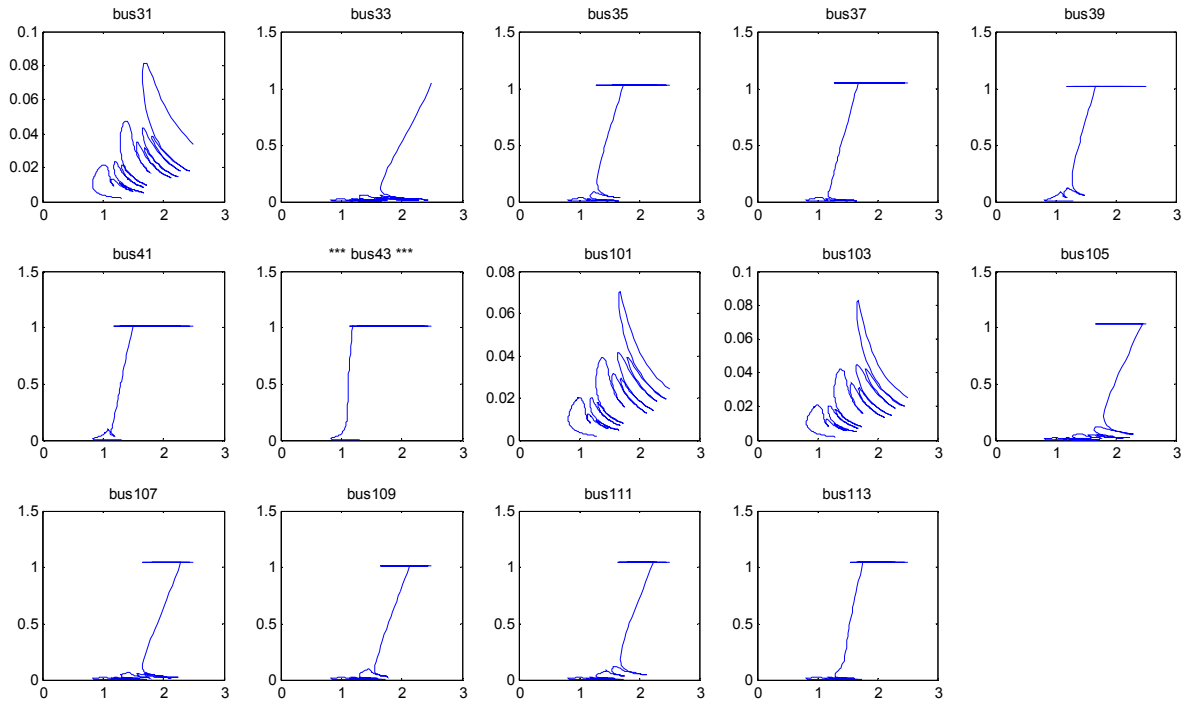 bus31 bus33 bus35 bus37 bus39
0.1 1.5 1.5 1.5 1.5
0.08
1 1 1 1
0.06
0.04
0.5 0.5 0.5 0.5
0.02
0 0 0 0 0
0 1 2 3 0 1 2 3 0 1 2 3 0 1 2 3 0 1 2 3
bus41 *** bus43 *** bus101 bus103 bus105
1.5 1.5 0.08 0.1 1.5
0.08
0.06
1 1 1
0.06
0.04
0.04
0.5 0.5 0.5
0.02
0.02
0 0 0 0 0
0 1 2 3 0 1 2 3 0 1 2 3 0 1 2 3 0 1 2 3
bus107 bus109 bus111 bus113
1.5 1.5 1.5 1.5
1 1 1 1
0.5 0.5 0.5 0.5
0 0 0 0
0 1 2 3 0 1 2 3 0 1 2 3 0 1 2 3